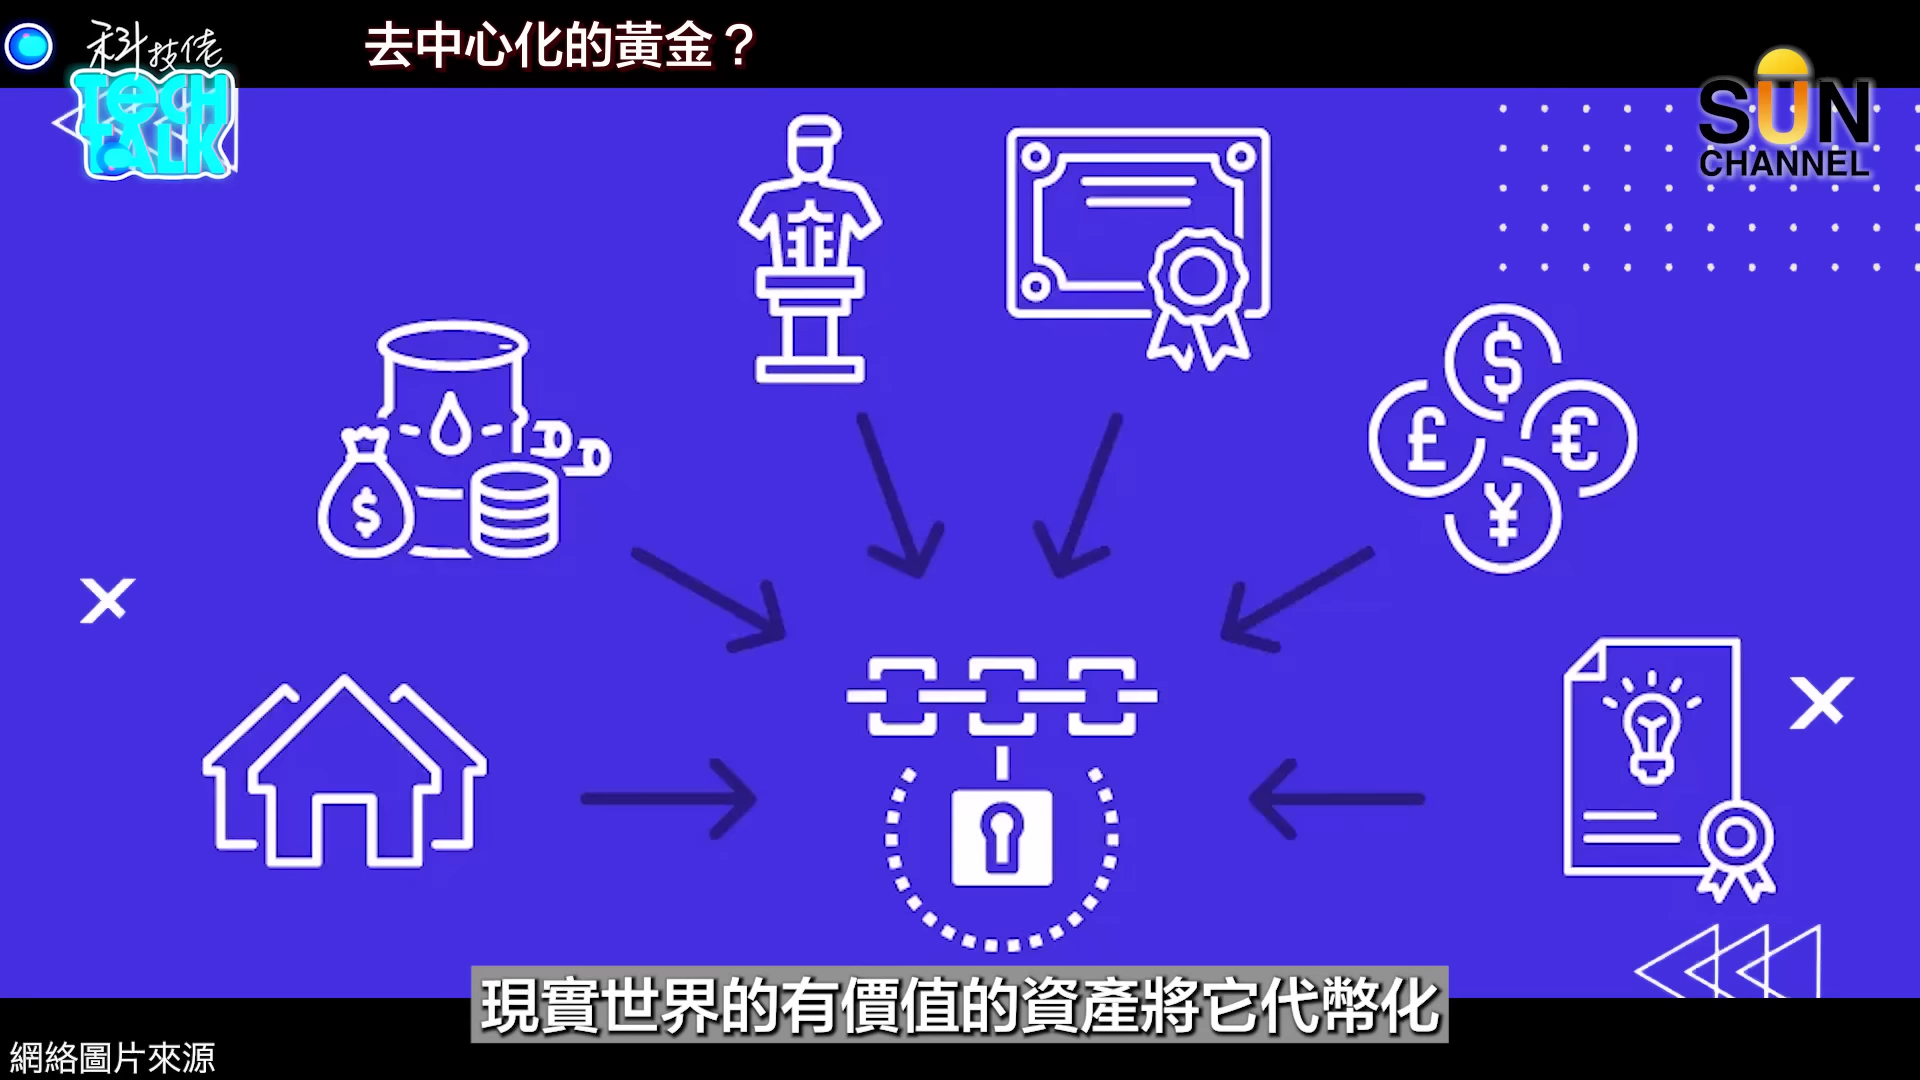 去中心化的黃金？
科技佬
TECH
TALK
SUN
CHANNEL
$
$
£
€
¥
現實世界的有價值的資產將它代幣化
網絡圖片來源